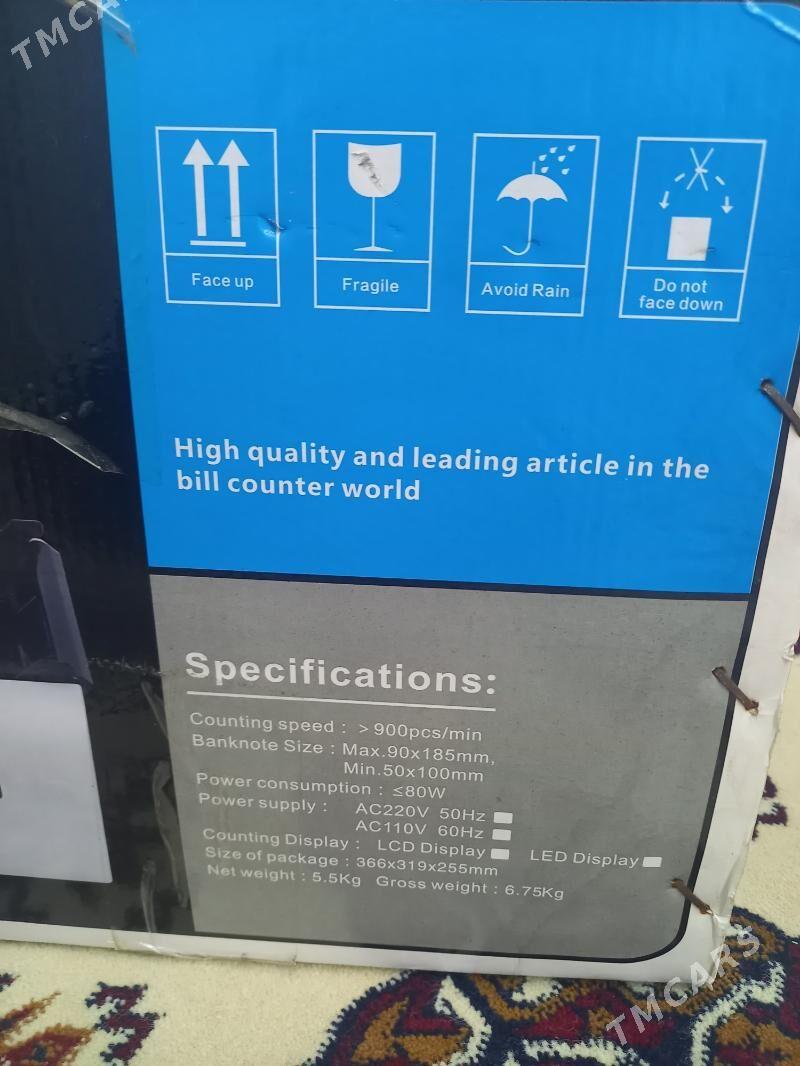 TMCARS
Face up
Fragile
Avoid Rain
Do not
face down
High quality and leading article in the
bill counter world
Specifications:
Counting speed : >900pcs/min
Banknote Size : Max.90x185mm,
Min.50x100mm
Power consumption : ≤80W
Power supply : AC220V 50Hz
AC110V 60Hz
Counting Display : LCD Display LED Display
Size of package : 366x319x255mm
Net weight : 5.5Kg Gross weight : 6.75Kg
TMCARS